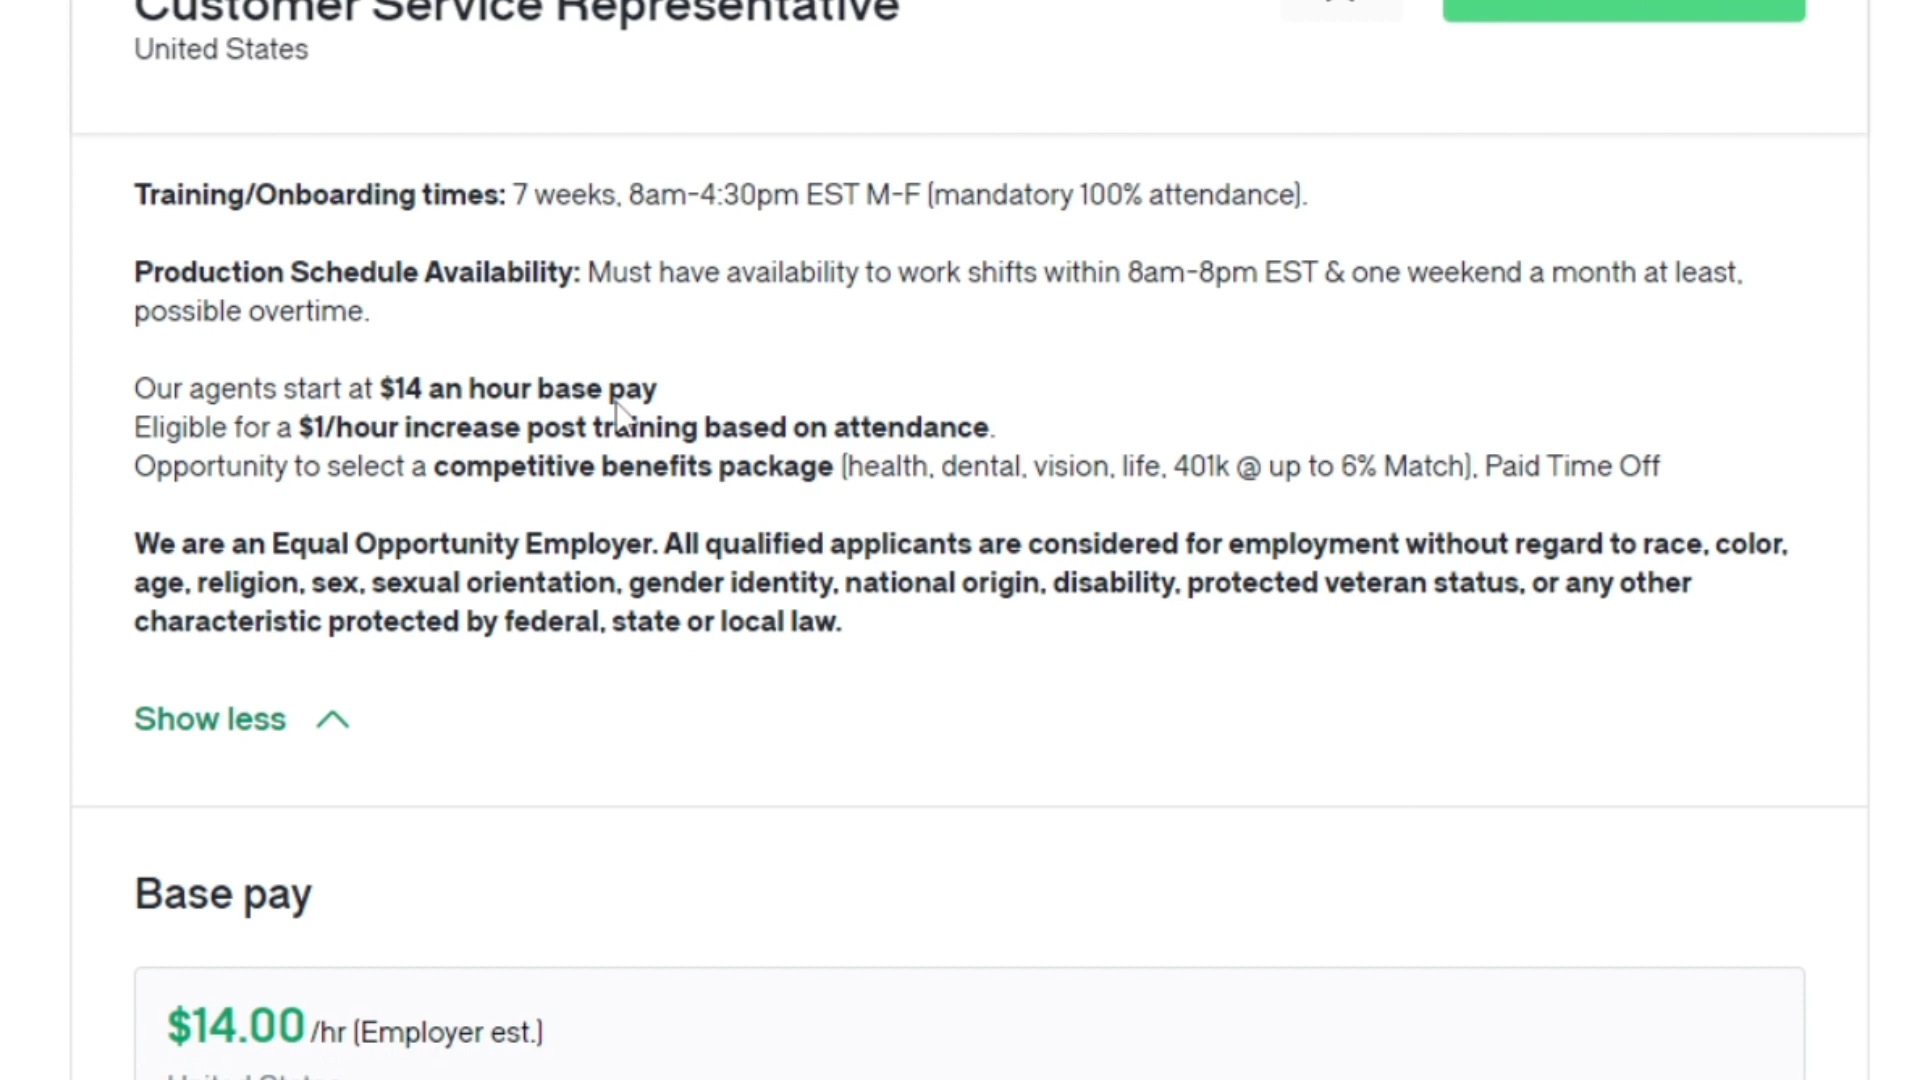 Customer Service Representative
United States
Training/Onboarding times: 7 weeks, 8am-4:30pm EST M-F (mandatory 100% attendance).
Production Schedule Availability: Must have availability to work shifts within 8am-8pm EST & one weekend a month at least,
possible overtime.
Our agents start at $14 an hour base pay
Eligible for a $1/hour increase post training based on attendance.
Opportunity to select a competitive benefits package (health, dental, vision, life, 401k @ up to 6% Match), Paid Time Off
We are an Equal Opportunity Employer. All qualified applicants are considered for employment without regard to race, color,
age, religion, sex, sexual orientation, gender identity, national origin, disability, protected veteran status, or any other
characteristic protected by federal, state or local law.
Show less
Base pay
$14.00 /hr (Employer est.)
United States